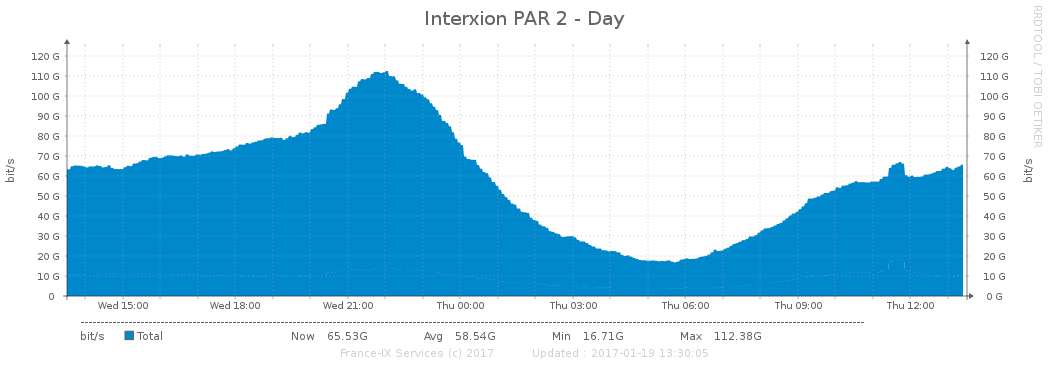 Interxion PAR 2 - Day
RRDTOOL / TOBI OETIKER
bit/s
bit/s
120 G 120 G
110 G 110 G
100 G 100 G
90 G 90 G
80 G 80 G
70 G 70 G
60 G 60 G
50 G 50 G
40 G 40 G
30 G 30 G
20 G 20 G
10 G 10 G
0 0 G
Wed 15:00 Wed 18:00 Wed 21:00 Thu 00:00 Thu 03:00 Thu 06:00 Thu 09:00 Thu 12:00
bit/s Total Now 65.53G Avg 58.54G Min 16.71G Max 112.38G
France-IX Services (c) 2017 Updated : 2017-01-19 13:30:05